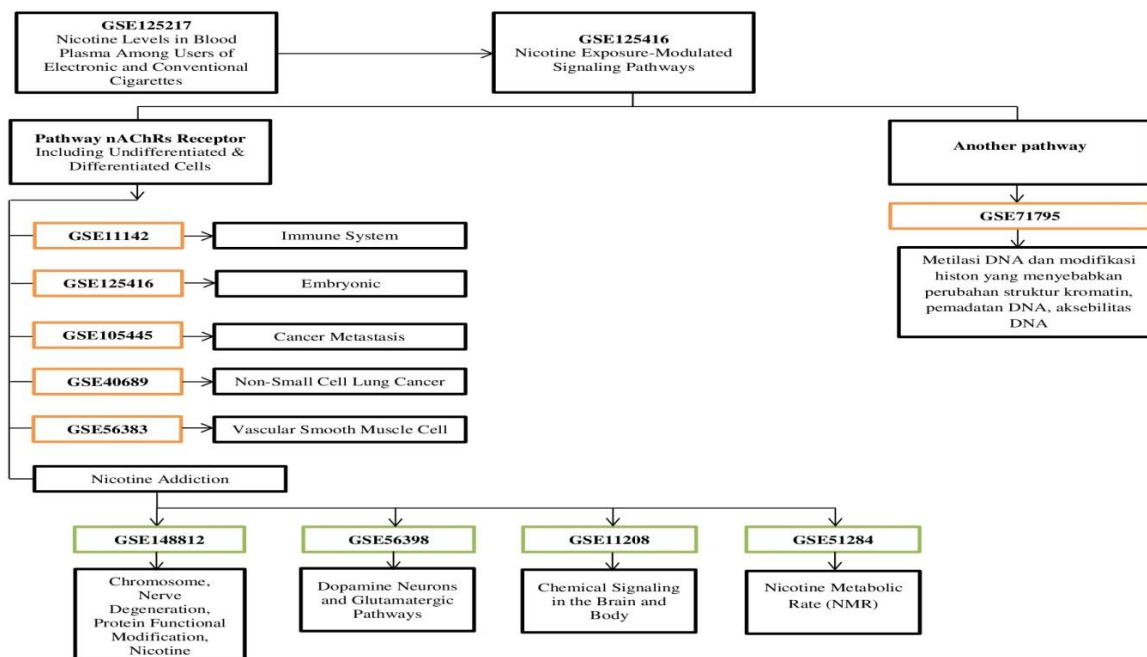 GSE125217
Nicotine Levels in Blood
Plasma Among Users of
Electronic and Conventional
Cigarettes
GSE125416
Nicotine Exposure-Modulated
Signaling Pathways
Pathway nAChRs Receptor
Including Undifferentiated &
Differentiated Cells
Another pathway
GSE71795
Metilasi DNA dan modifikasi
histon yang menyebabkan
perubahan struktur kromatin,
pemadatan DNA, aksebilitas
DNA
GSE11142
Immune System
GSE125416
Embryonic
GSE105445
Cancer Metastasis
GSE40689
Non-Small Cell Lung Cancer
GSE56383
Vascular Smooth Muscle Cell
Nicotine Addiction
GSE148812
Chromosome,
Nerve
Degeneration,
Protein Functional
Modification,
Nicotine
GSE56398
Dopamine Neurons
and Glutamatergic
Pathways
GSE11208
Chemical Signaling
in the Brain and
Body
GSE51284
Nicotine Metabolic
Rate (NMR)